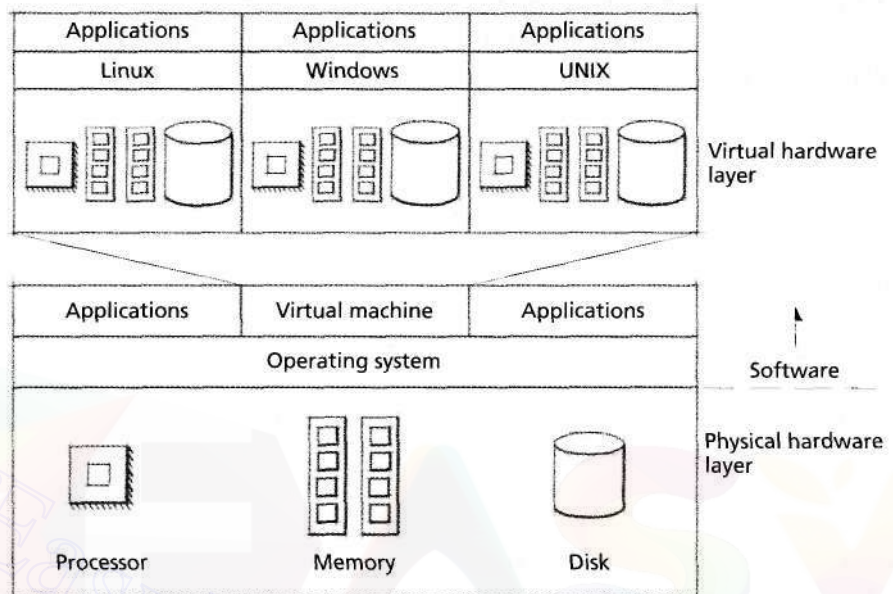 Applications Applications Applications
Linux Windows UNIX
Virtual hardware
layer
Applications Virtual machine Applications
Operating system
Software
Physical hardware
layer
Processor Memory Disk